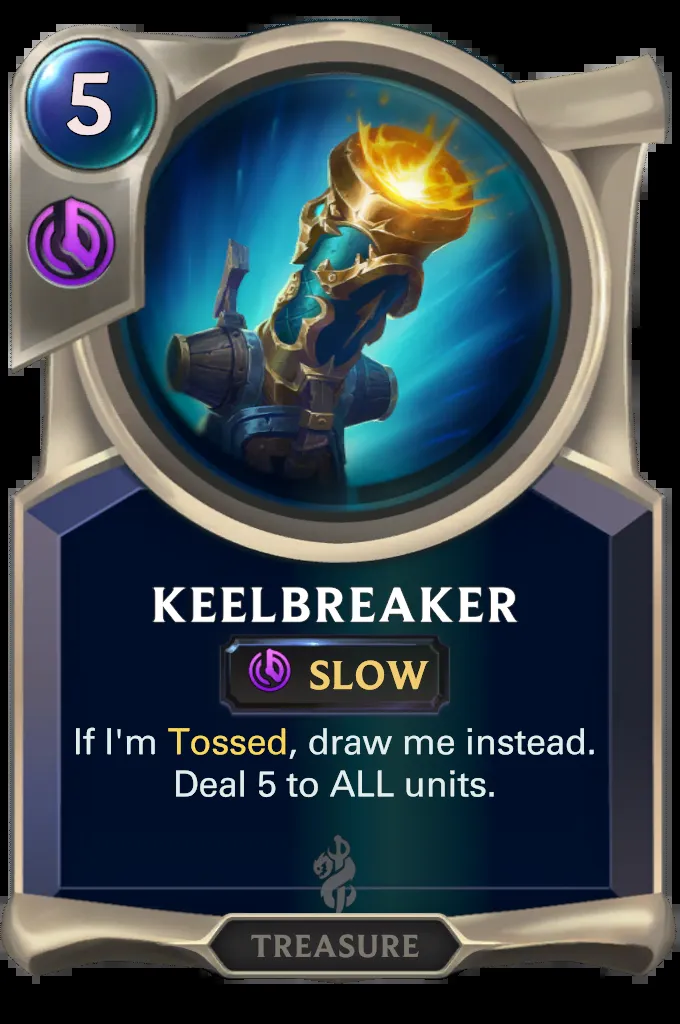 5
KEELBREAKER
SLOW
If I'm Tossed, draw me instead.
Deal 5 to ALL units.
TREASURE